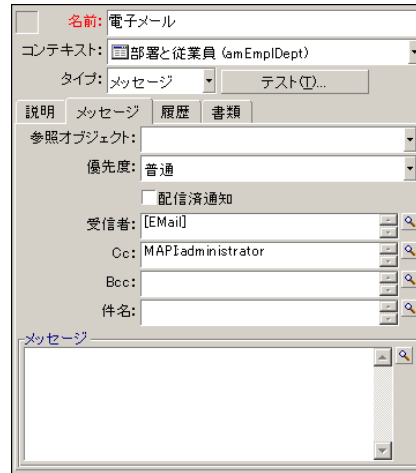 名前: 電子メール
コンテキスト: 部署と従業員 (amEmplDept)
タイプ: メッセージ テスト(T)...
説明 メッセージ 履歴 書類
参照オブジェクト:
優先度: 普通
配信済通知
受信者: [EMail]
Cc: MAPI:administrator
Bcc:
件名:
メッセージ